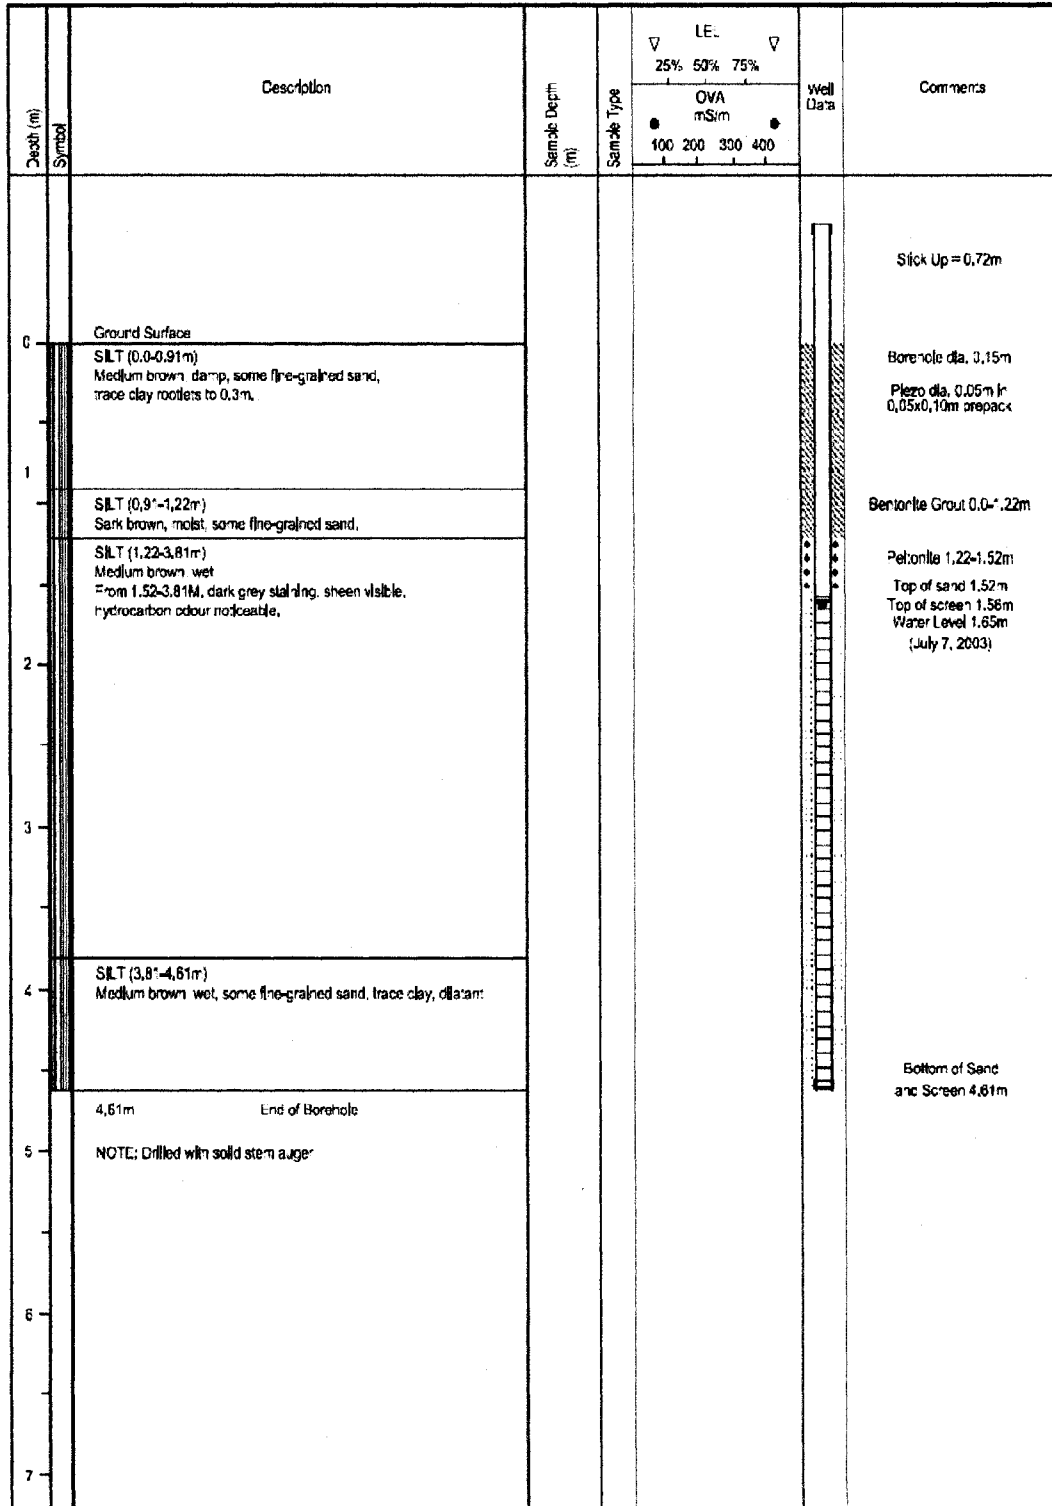 Depth (m)
Symbol
Description
Sample Depth (m)
Sample Type
LEL
25% 50% 75%
OVA
mS/m
100 200 300 400
Well
Data
Comments
Stick Up = 0.72m
Ground Surface
0
SILT (0.0-0.91m)
Medium brown, damp, some fine-grained sand,
trace clay rootlets to 0.3m.
Borehole dia. 0.15m
Piezo dia. 0.05m in
0.05x0.10m prepack
1
SILT (0.91-1.22m)
Sark brown, moist, some fine-grained sand.
Bentonite Grout 0.0-1.22m
SILT (1.22-3.81m)
Medium brown, wet
From 1.52-3.81M, dark grey staining, sheen visible,
hydrocarbon odour noticeable.
Peltonite 1.22-1.52m
Top of sand 1.52m
Top of screen 1.58m
Water Level 1.65m
(July 7, 2003)
2
3
SILT (3.81-4.61m)
4
Medium brown, wet, some fine-grained sand, trace clay, dilatant
Bottom of Sand
and Screen 4.61m
4.61m End of Borehole
5
NOTE: Drilled with solid stem auger
6
7